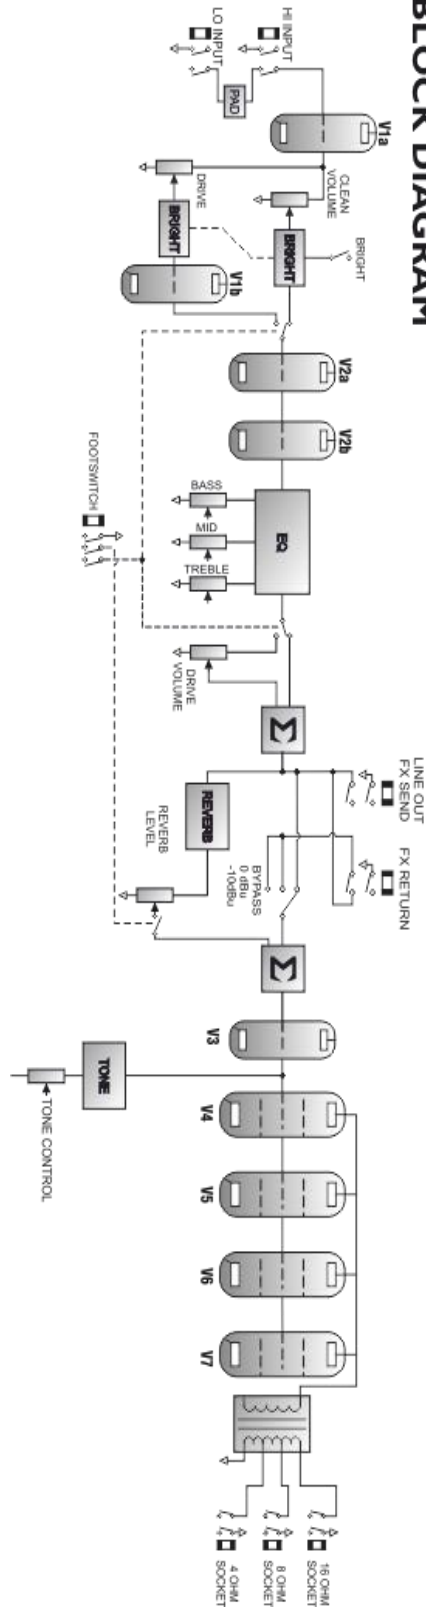 BLOCK DIAGRAM
HI INPUT
LO INPUT
PAD
V1a
CLEAN
VOLUME
DRIVE
BRIGHT
BRIGHT
BRIGHT
V1b
V2a
V2b
EQ
BASS
MID
TREBLE
FOOTSWITCH
DRIVE
VOLUME
Σ
LINE OUT
FX SEND
FX RETURN
REVERB
REVERB
LEVEL
BYPASS
0 dBu
-10dBu
Σ
V3
TONE
TONE CONTROL
V4
V5
V6
V7
16 OHM
SOCKET
8 OHM
SOCKET
4 OHM
SOCKET